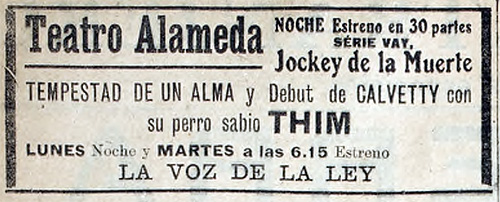 Teatro Alameda
NOCHE Estreno en 30 partes
SÉRIE VAY,
Jockey de la Muerte
TEMPESTAD DE UN ALMA y Debut de CALVETTY con
su perro sabio THIM
LUNES Noche y MARTES a las 6.15 Estreno
LA VOZ DE LA LEY